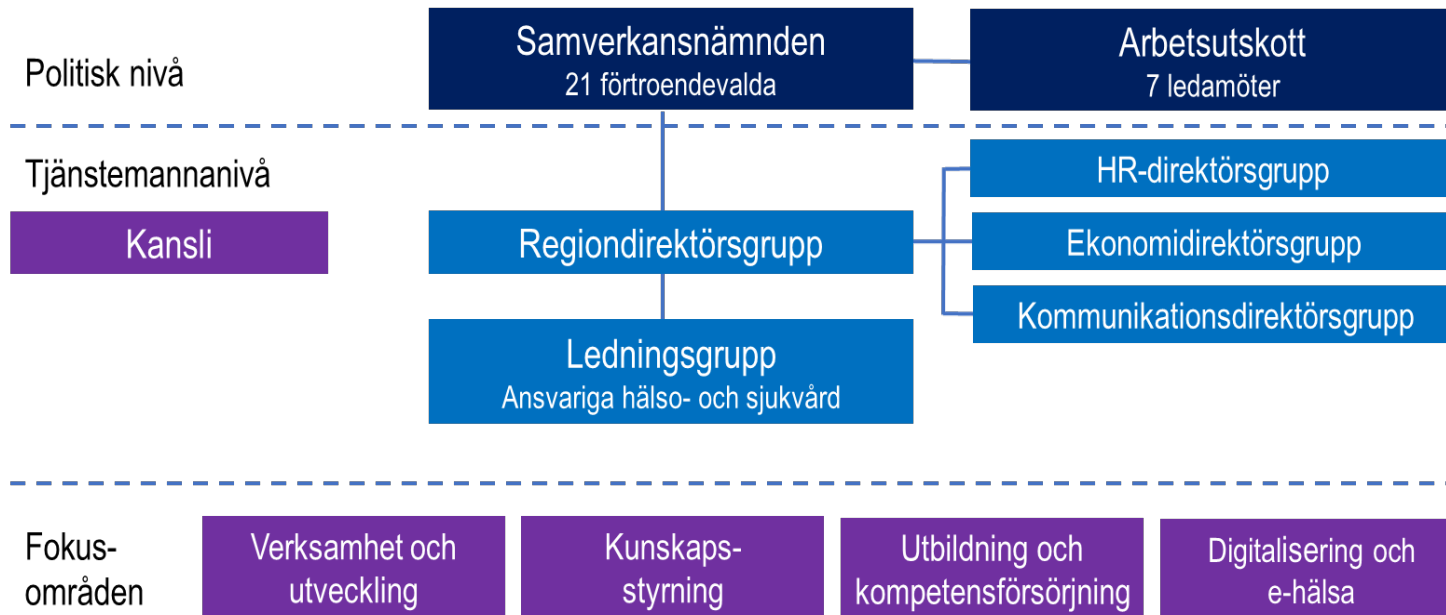 Politisk nivå
Samverkansnämnden
21 förtroendevalda
Arbetsutskott
7 ledamöter
Tjänstemannanivå
Kansli
Regiondirektörsgrupp
HR-direktörsgrupp
Ekonomidirektörsgrupp
Kommunikationsdirektörsgrupp
Ledningsgrupp
Ansvariga hälso- och sjukvård
Fokus-
områden
Verksamhet och
utveckling
Kunskaps-
styrning
Utbildning och
kompetensförsörjning
Digitalisering och
e-hälsa